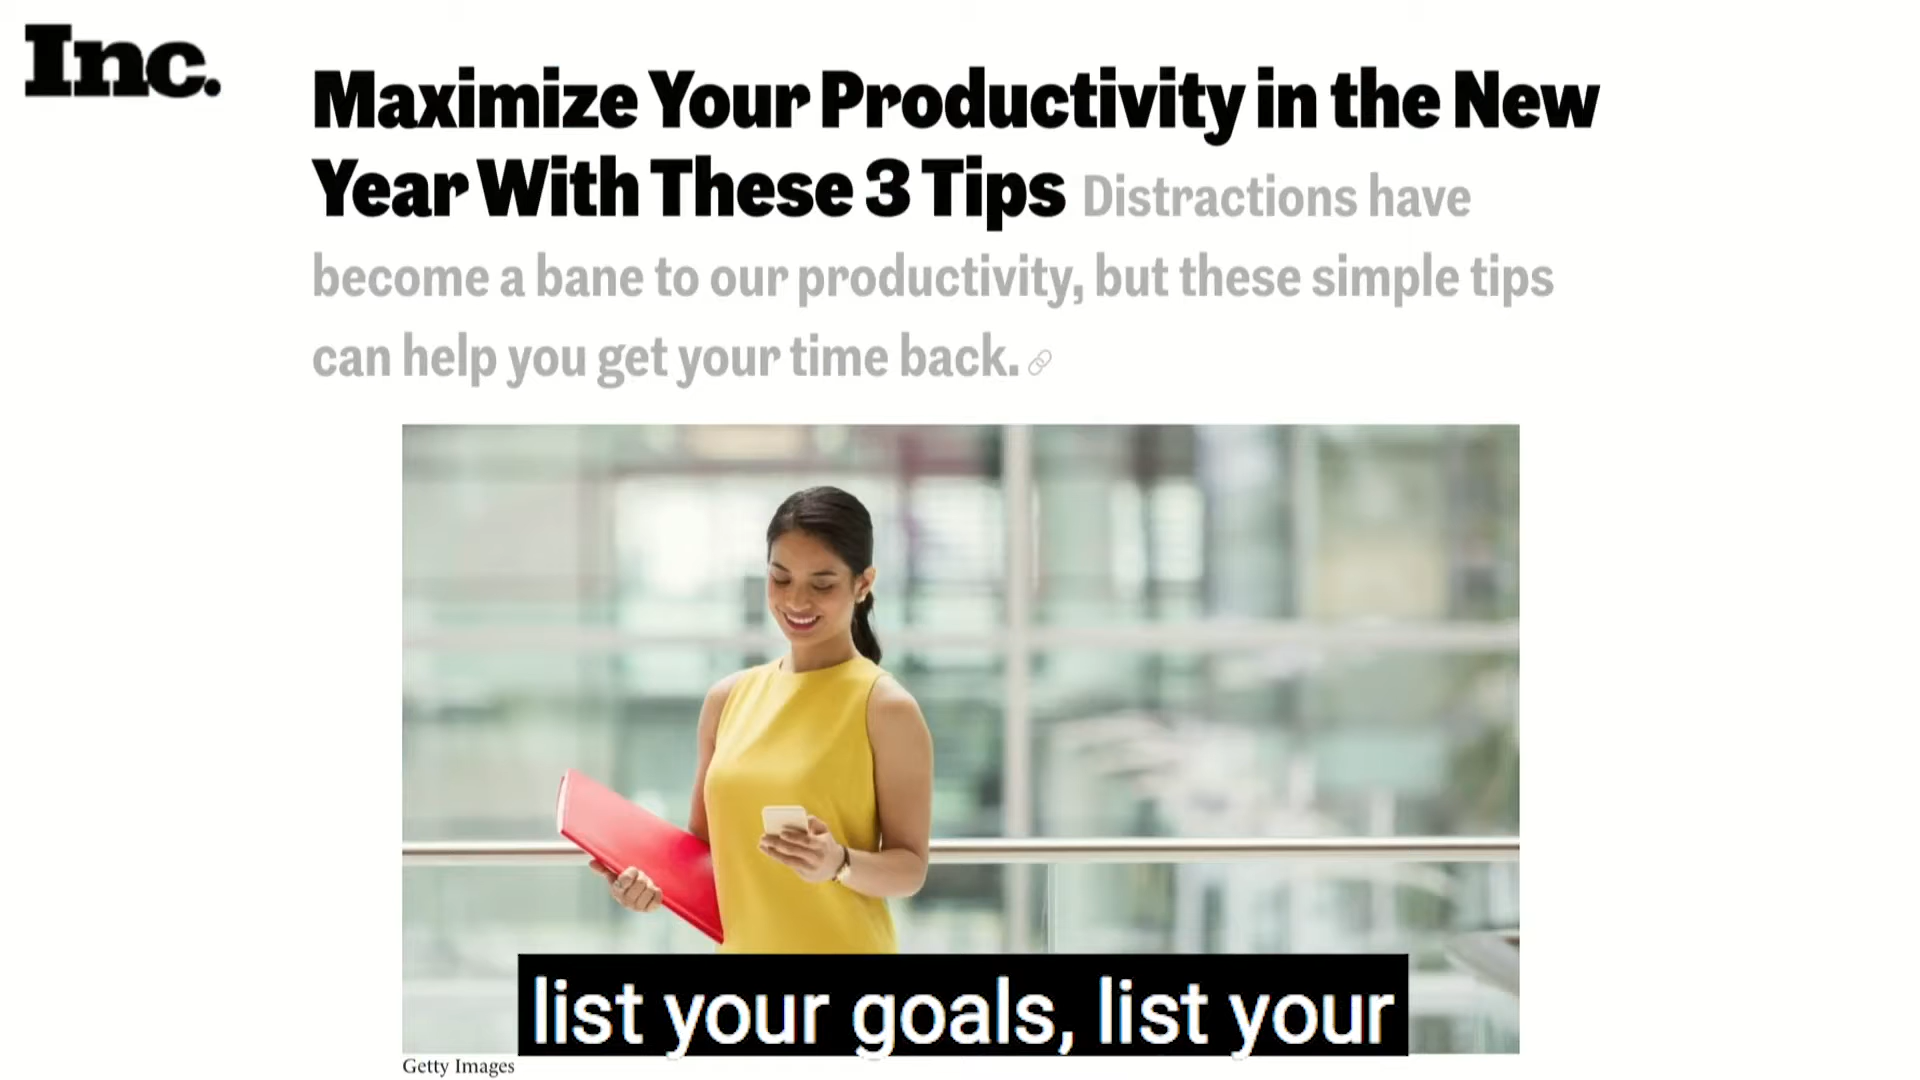 Inc.
Maximize Your Productivity in the New
Year With These 3 Tips Distractions have
become a bane to our productivity, but these simple tips
can help you get your time back.
list your goals, list your
Getty Images